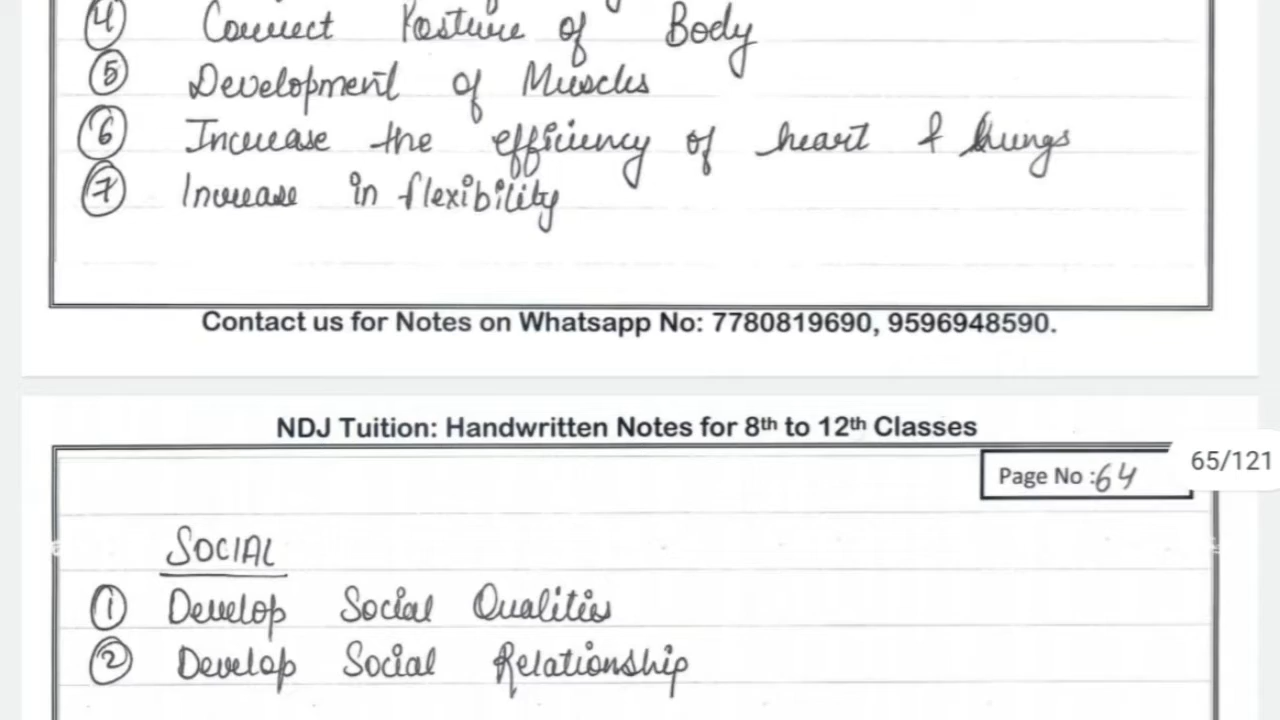 ④ Correct Posture of Body
⑤ Development of Muscles
⑥ Increase the efficiency of heart & lungs
⑦ Increase in flexibility
Contact us for Notes on Whatsapp No: 7780819690, 9596948590.
NDJ Tuition: Handwritten Notes for 8th to 12th Classes
Page No :64
65/121
SOCIAL
① Develop Social Qualities
② Develop Social Relationship